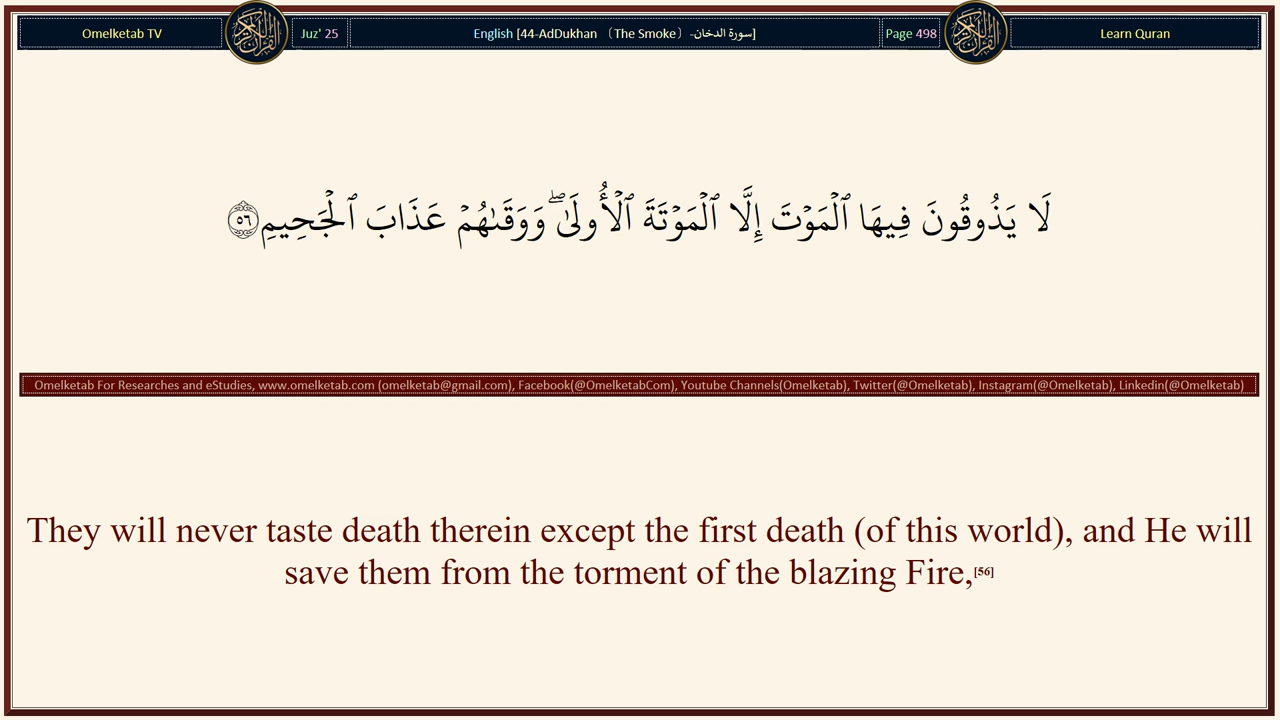 Omelketab TV
Juz' 25
English [44-AdDukhan （The Smoke） -سورة الدخان]
Page 498
Learn Quran
لَا يَذُوقُونَ فِيهَا ٱلْمَوْتَ إِلَّا ٱلْمَوْتَةَ ٱلْأُولَىٰ ۖ وَوَقَىٰهُمْ عَذَابَ ٱلْجَحِيمِ ٥٦
Omelketab For Researches and eStudies, www.omelketab.com (omelketab@gmail.com), Facebook(@OmelketabCom), Youtube Channels(Omelketab), Twitter(@Omelketab), Instagram(@Omelketab), Linkedin(@Omelketab)
They will never taste death therein except the first death (of this world), and He will
save them from the torment of the blazing Fire,[56]